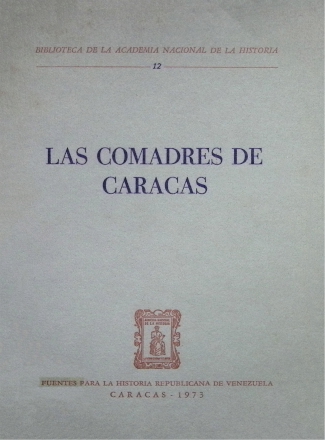 BIBLIOTECA DE LA ACADEMIA NACIONAL DE LA HISTORIA
12
LAS COMADRES DE
CARACAS
FUENTES PARA LA HISTORIA REPUBLICANA DE VENEZUELA
CARACAS - 1973